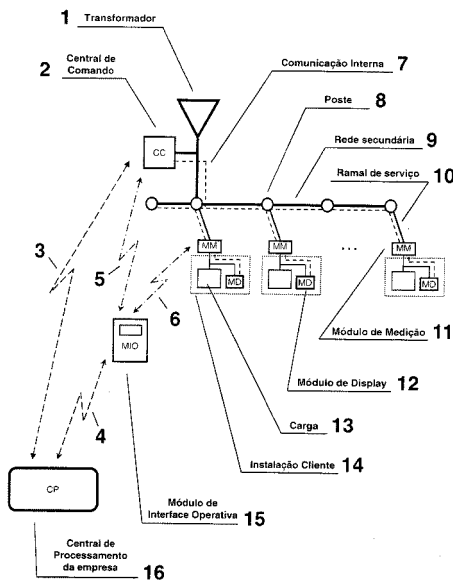 1 Transformador
2 Central de
Comando
Comunicação Interna 7
Poste 8
Rede secundária 9
Ramal de serviço 10
CC
3
5
6
4
MM
MM
...
MM
MD
MD
MD
MIO
Módulo de Medição 11
Módulo de Display 12
Carga 13
Instalação Cliente 14
CP
Módulo de
Interface Operativa 15
Central de
Processamento
da empresa 16